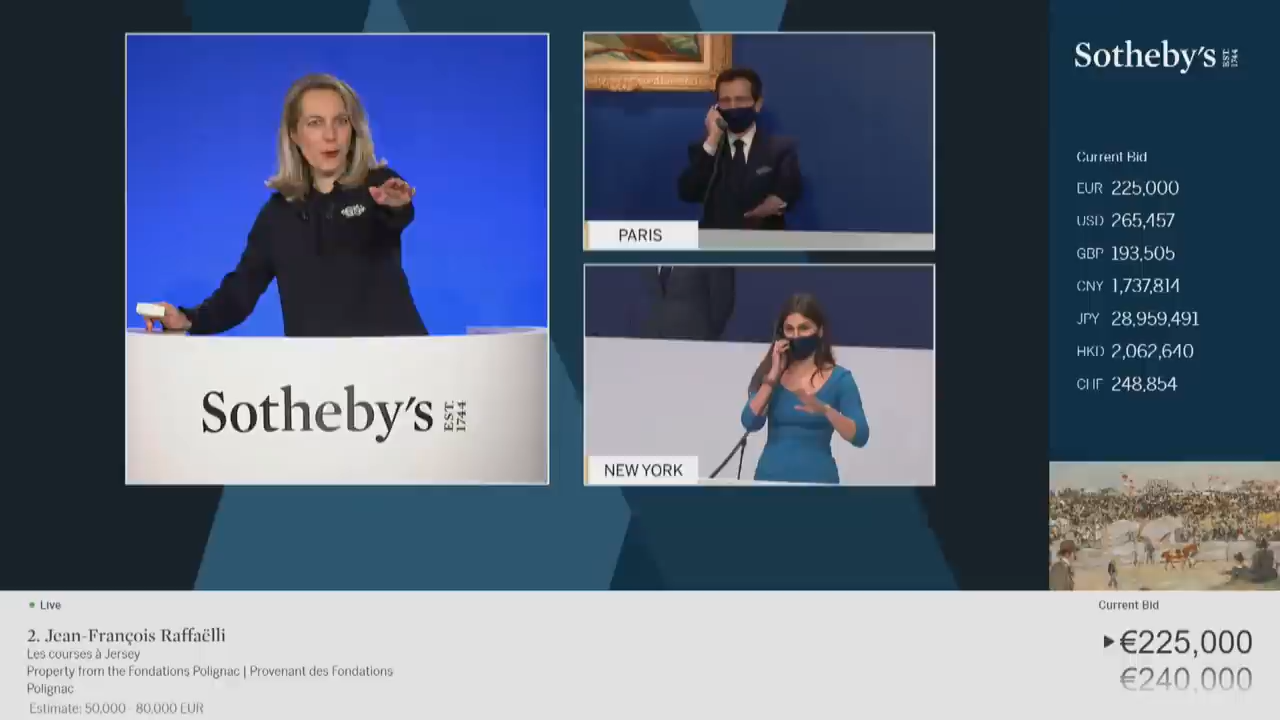 Sotheby's EST. 1744
Current Bid
EUR 225,000
USD 265,457
GBP 193,505
CNY 1,737,814
JPY 28,959,491
HKD 2,062,640
CHF 248,854
PARIS
NEW YORK
Sotheby's EST. 1744
Live
2. Jean-François Raffaëlli
Les courses à Jersey
Property from the Fondations Polignac | Provenant des Fondations
Polignac
Estimate: 50,000 - 80,000 EUR
Current Bid
€225,000
€240,000